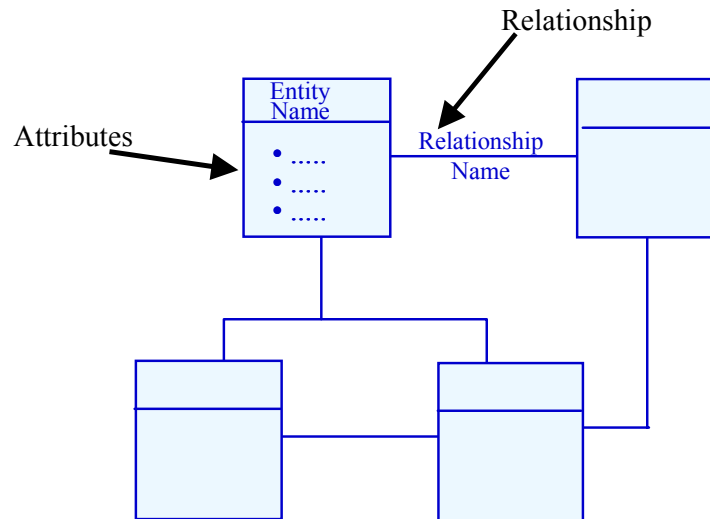 Relationship
Entity
Name
Attributes
• .....
• .....
• .....
Relationship
Name